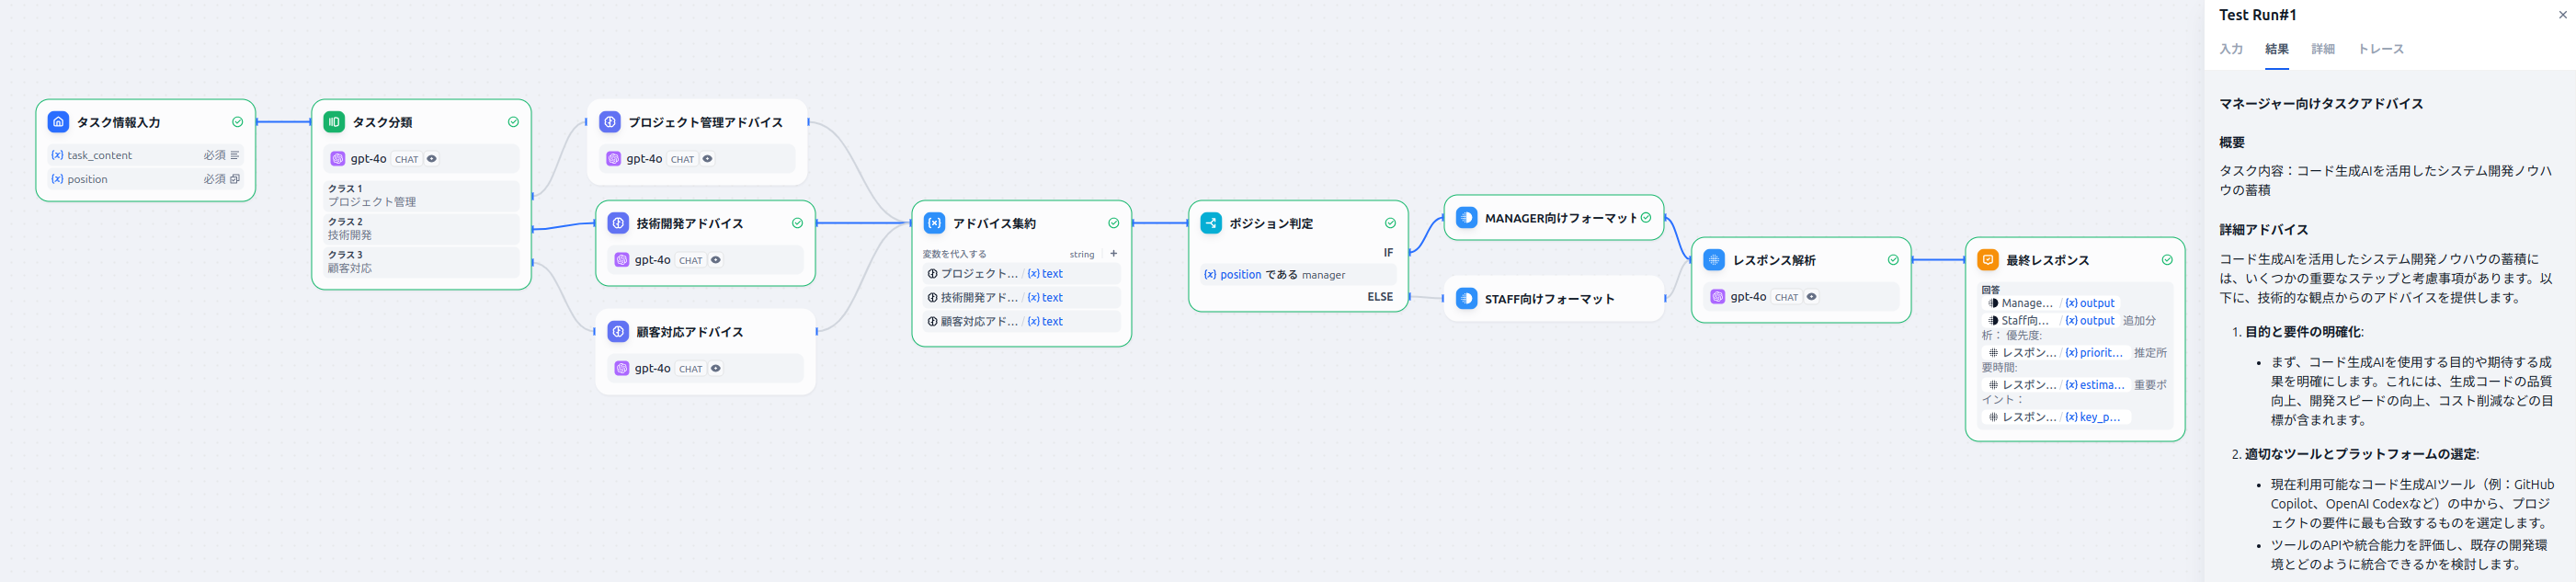 タスク情報入力
(x) task_content 必須
(x) position 必須
タスク分類
gpt-4o CHAT
クラス 1
プロジェクト管理
クラス 2
技術開発
クラス 3
顧客対応
プロジェクト管理アドバイス
gpt-4o CHAT
技術開発アドバイス
gpt-4o CHAT
顧客対応アドバイス
gpt-4o CHAT
アドバイス集約
変数を代入する string +
プロジェクト... / (x) text
技術開発アド... / (x) text
顧客対応アド... / (x) text
ポジション判定
IF
(x) position である manager
ELSE
MANAGER向けフォーマット
STAFF向けフォーマット
レスポンス解析
gpt-4o CHAT
最終レスポンス
回答
Manage... / (x) output
Staff向... / (x) output 追加分
析： 優先度:
レスポン... / (x) priorit... 推定所
要時間:
レスポン... / (x) estima... 重要ポ
イント：
レスポン... / (x) key_p...
Test Run#1
入力 結果 詳細 トレース
マネージャー向けタスクアドバイス
概要
タスク内容：コード生成AIを活用したシステム開発ノウハ
ウの蓄積
詳細アドバイス
コード生成AIを活用したシステム開発ノウハウの蓄積に
は、いくつかの重要なステップと考慮事項があります。以
下に、技術的な観点からのアドバイスを提供します。
1. 目的と要件の明確化:
• まず、コード生成AIを使用する目的や期待する成
果を明確にします。これには、生成コードの品質
向上、開発スピードの向上、コスト削減などの目
標が含まれます。
2. 適切なツールとプラットフォームの選定:
• 現在利用可能なコード生成AIツール（例：GitHub
Copilot、OpenAI Codexなど）の中から、プロジ
ェクトの要件に最も合致するものを選定します。
• ツールのAPIや統合能力を評価し、既存の開発環
境とどのように統合できるかを検討します。